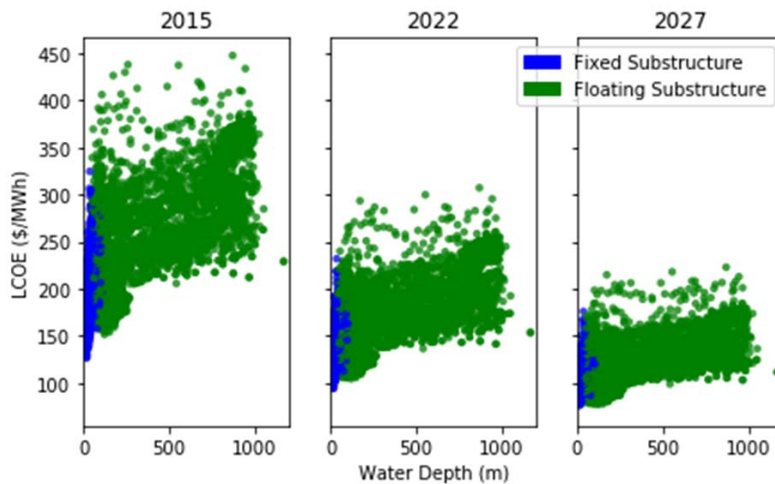 2015 2022 2027
Fixed Substructure
Floating Substructure
LCOE ($/MWh)
450
400
350
300
250
200
150
100
0 500 1000 0 500 1000 0 500 1000
Water Depth (m)